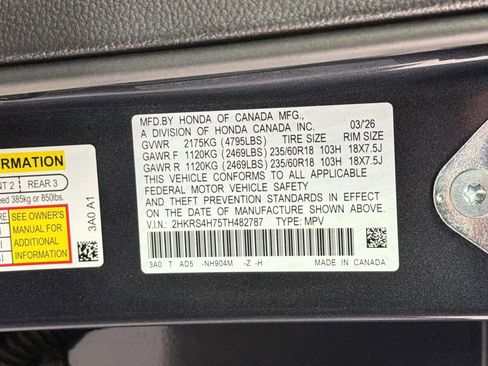 MFD.BY HONDA OF CANADA MFG.,
A DIVISION OF HONDA CANADA INC. 03/'26
GVWR 2175KG (4795LBS) TIRE SIZE RIM SIZE
GAWR F 1120KG (2469LBS) 235/60R18 103H 18X7.5J
GAWR R 1120KG (2469LBS) 235/60R18 103H 18X7.5J
THIS VEHICLE CONFORMS TO ALL APPLICABLE
FEDERAL MOTOR VEHICLE SAFETY
AND THEFT PREVENTION STANDARDS IN EFFECT
ON THE DATE OF MANUFACTURE SHOWN ABOVE.
V.I.N.: 2HKRS4H75TH482787 TYPE: MPV
3A0 T AD5 -NH904M -Z -H MADE IN CANADA
ORMATION
NT 2 REAR 3
eed 385kg or 850lbs.
SEE OWNER'S
MANUAL FOR
ADDITIONAL
INFORMATION
3A0 A1